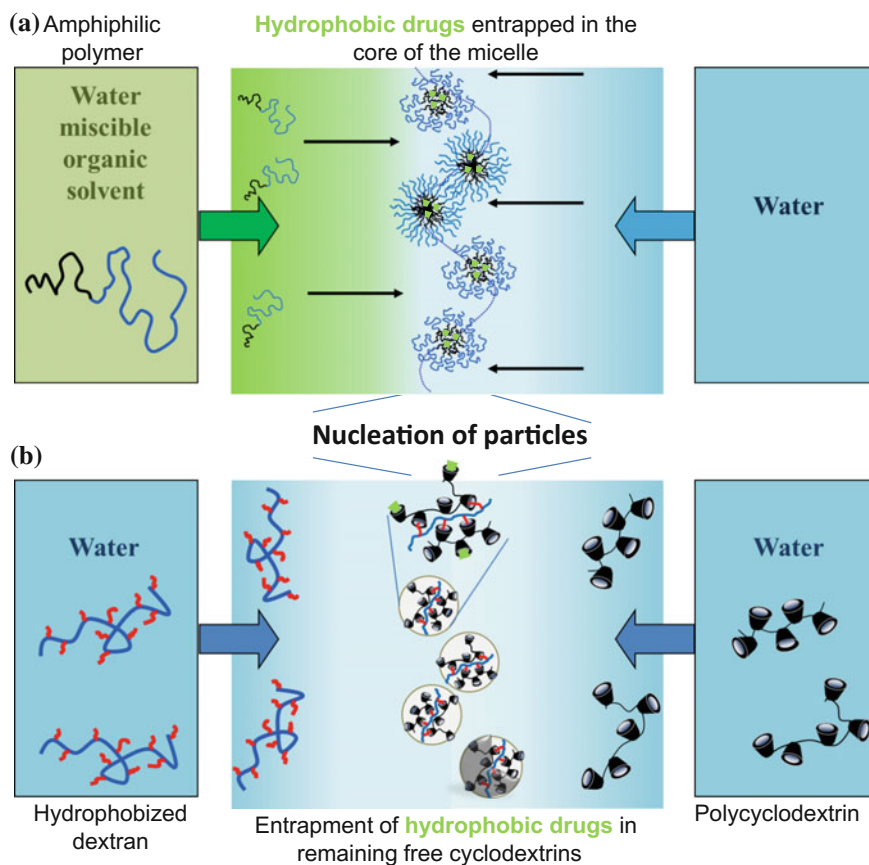 (a) Amphiphilic
polymer
Hydrophobic drugs entrapped in the
core of the micelle
Water
miscible
organic
solvent
Water
Nucleation of particles
(b)
Water
Water
Hydrophobized
dextran
Entrapment of hydrophobic drugs in
remaining free cyclodextrins
Polycyclodextrin